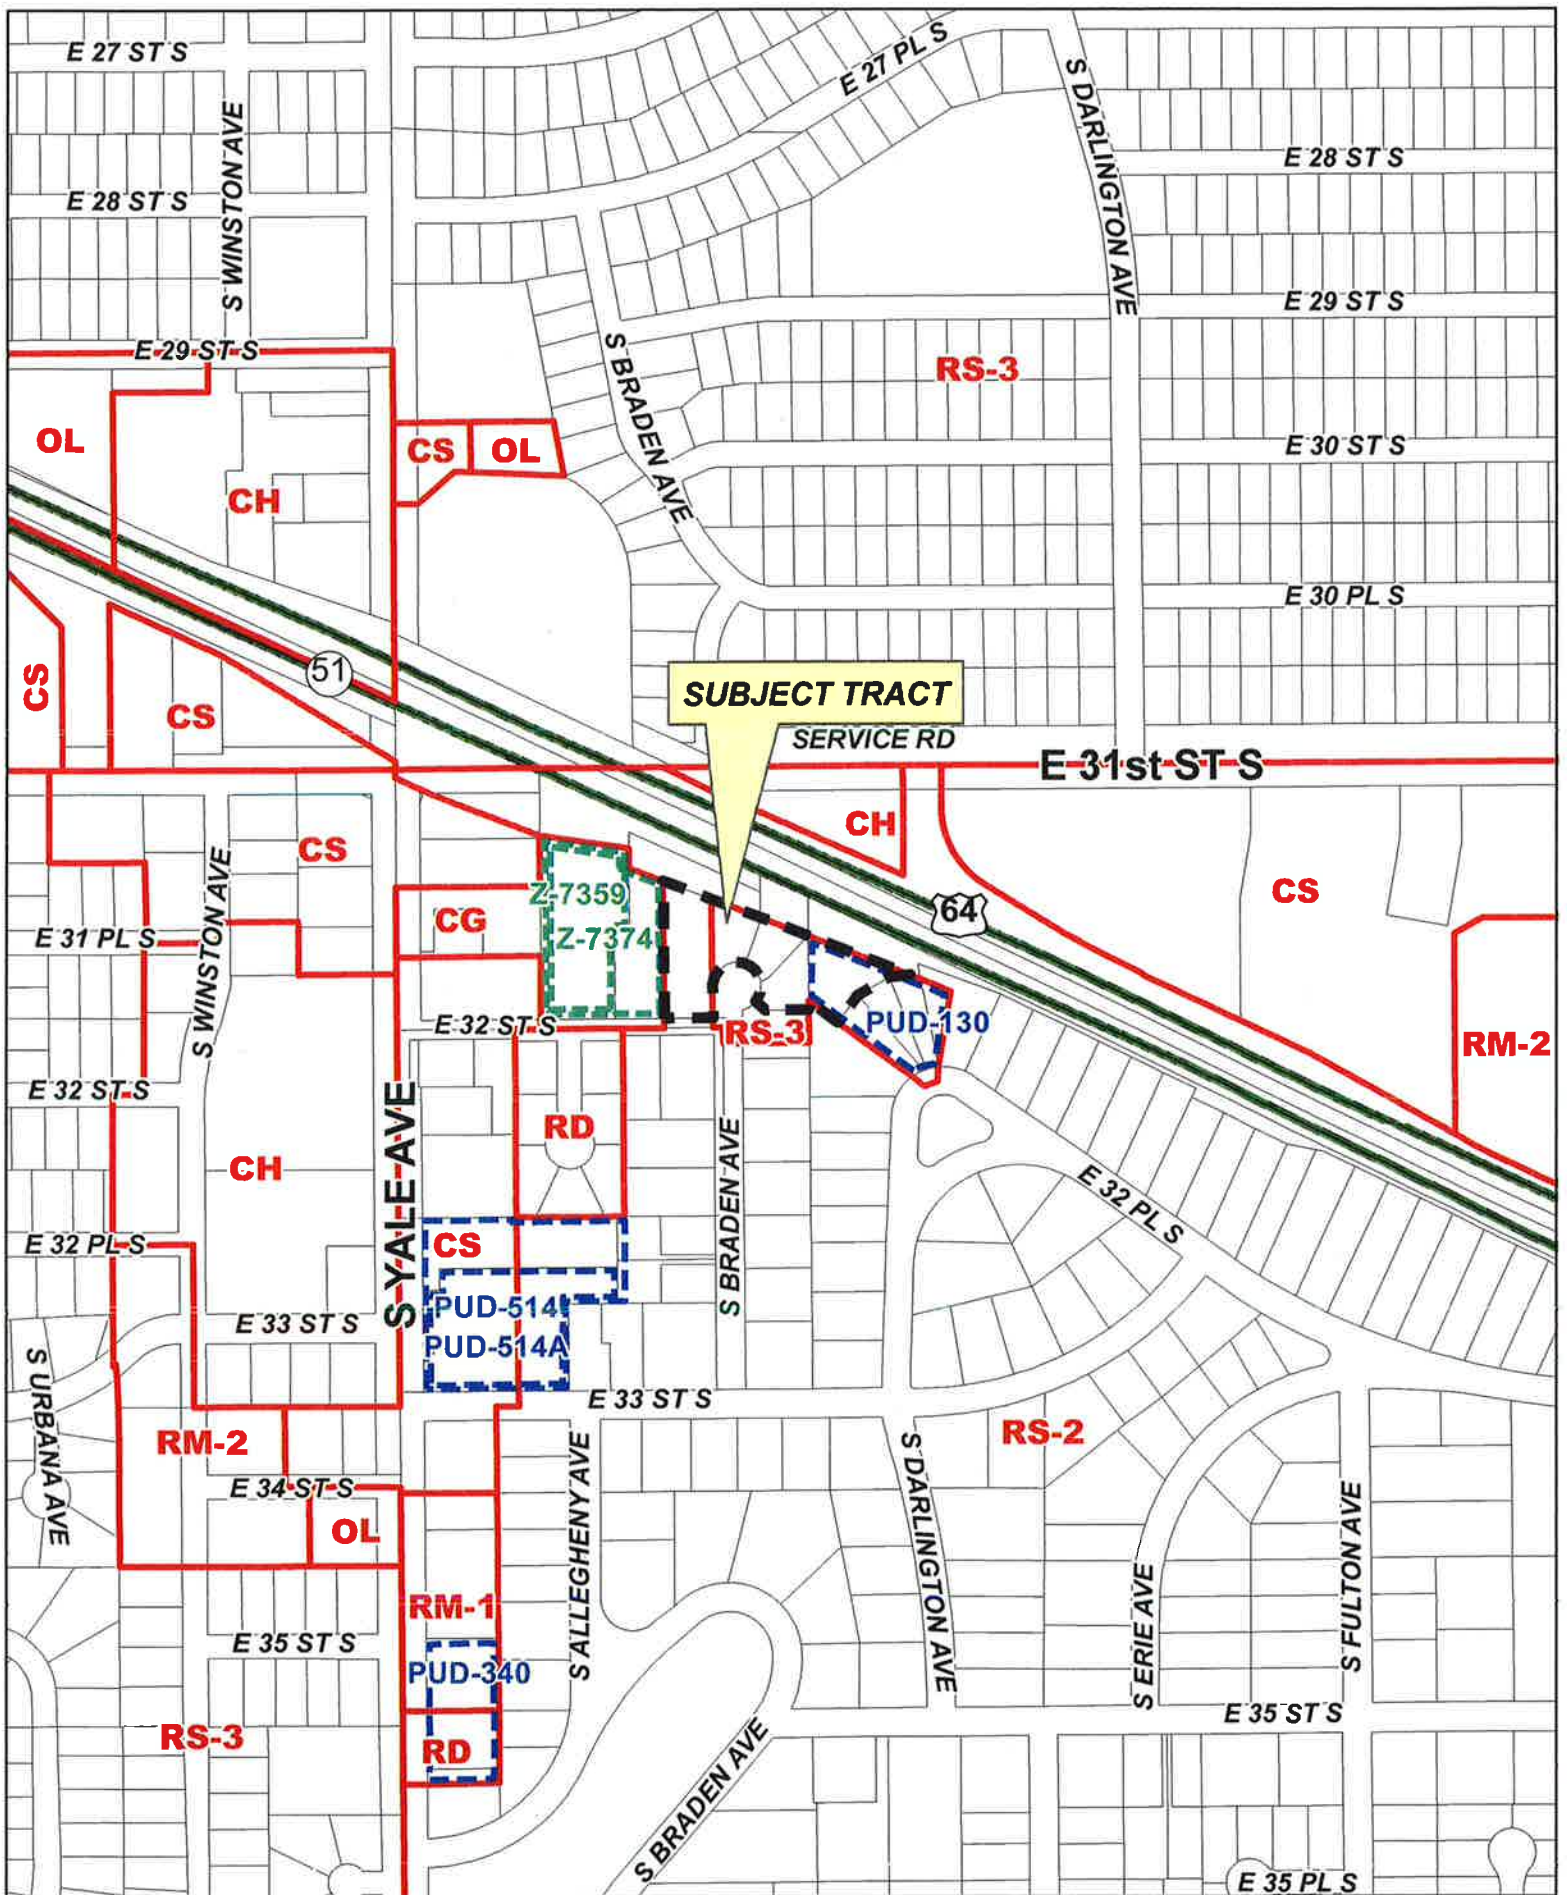 E 27 ST S
E 27 PL S
S WINSTON AVE
S DARLINGTON AVE
E 28 ST S
E 28 ST S
E 29 ST S
E 29 ST S
S BRADEN AVE
RS-3
OL
CS
OL
E 30 ST S
CH
E 30 PL S
51
CS
CS
SUBJECT TRACT
SERVICE RD
E 31st ST S
CH
CS
CS
Z-7359
64
CG
Z-7374
E 31 PL S
S WINSTON AVE
E 32 ST S
RS-3
PUD-130
RM-2
E 32 ST S
S YALE AVE
RD
CH
S BRADEN AVE
E 32 PL S
E 32 PL S
CS
PUD-514
PUD-514A
E 33 ST S
S URBANA AVE
E 33 ST S
RM-2
RS-2
E 34 ST S
OL
S ALLEGHENY AVE
S DARLINGTON AVE
S ERIE AVE
S FULTON AVE
RM-1
E 35 ST S
PUD-340
E 35 ST S
RS-3
RD
S BRADEN AVE
E 35 PL S